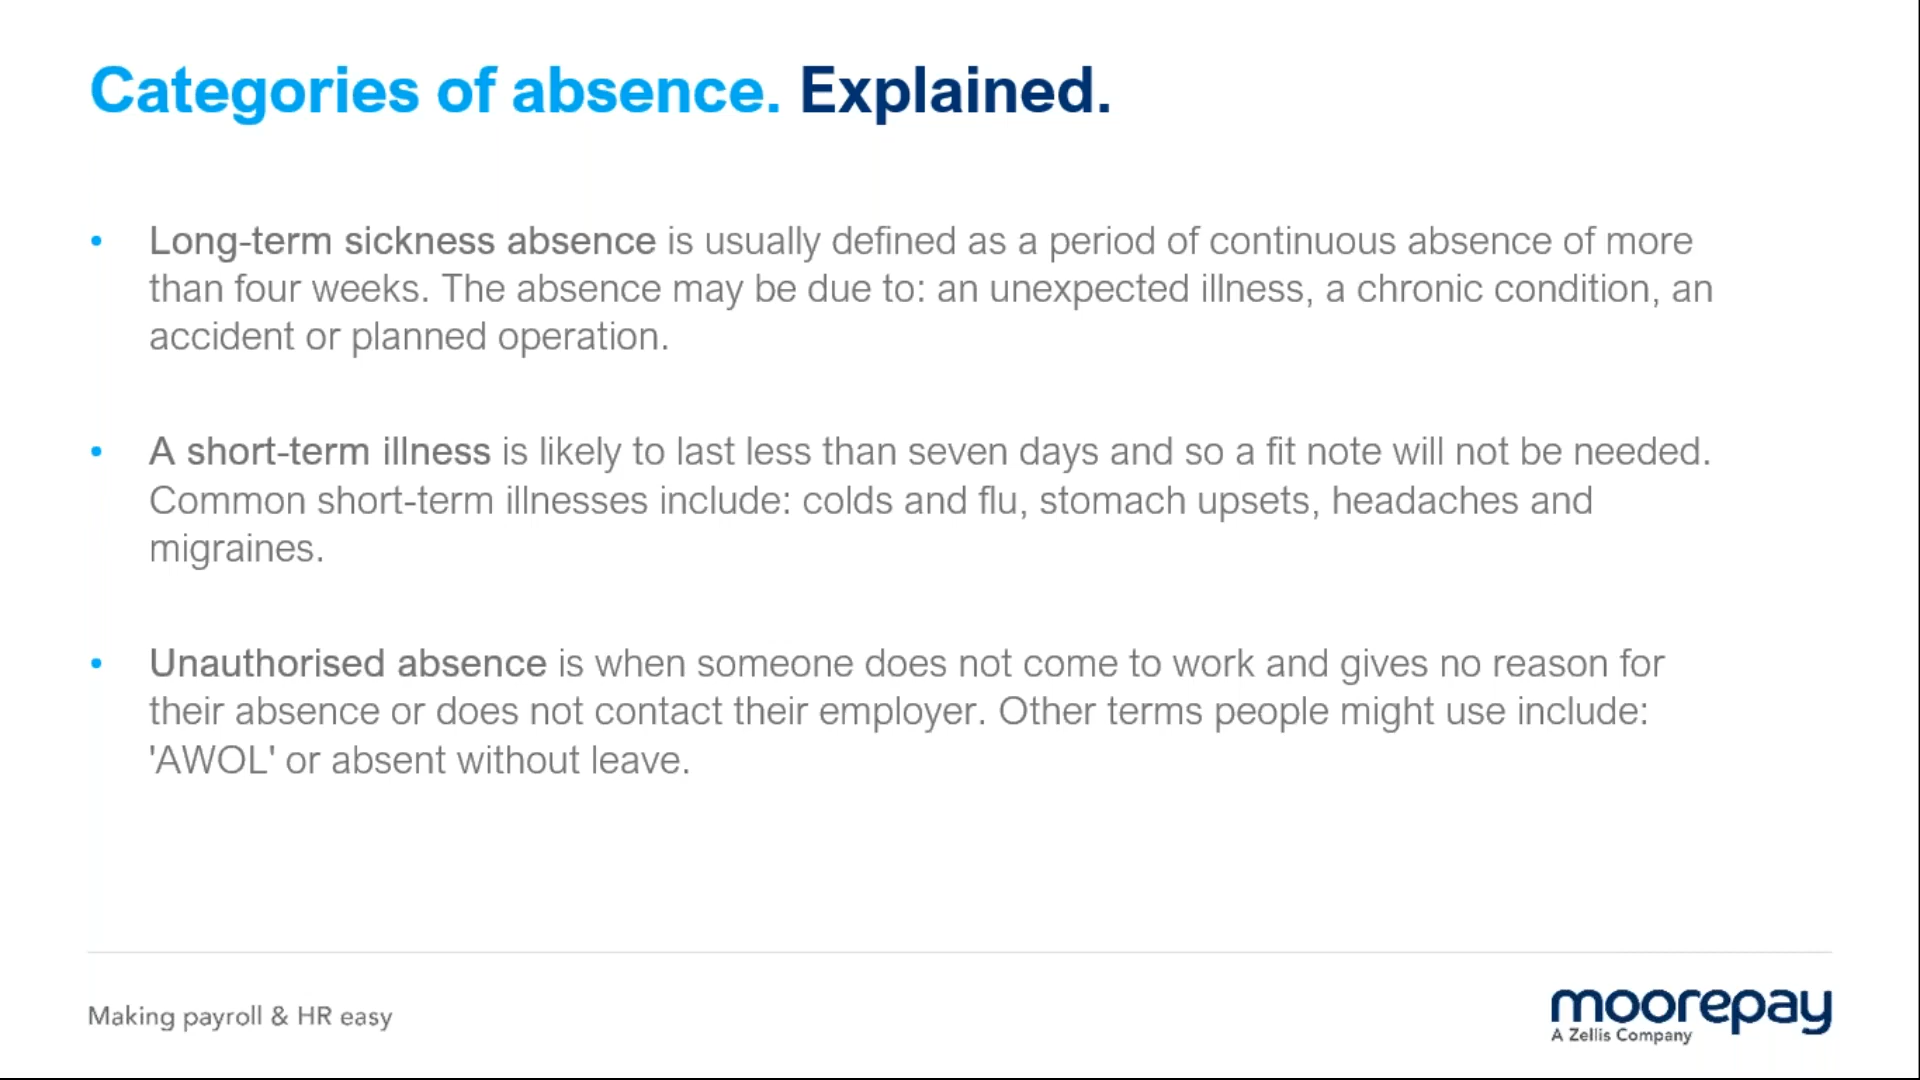 Categories of absence. Explained.
• Long-term sickness absence is usually defined as a period of continuous absence of more
than four weeks. The absence may be due to: an unexpected illness, a chronic condition, an
accident or planned operation.
• A short-term illness is likely to last less than seven days and so a fit note will not be needed.
Common short-term illnesses include: colds and flu, stomach upsets, headaches and
migraines.
• Unauthorised absence is when someone does not come to work and gives no reason for
their absence or does not contact their employer. Other terms people might use include:
'AWOL' or absent without leave.
Making payroll & HR easy
moorepay
A Zellis Company